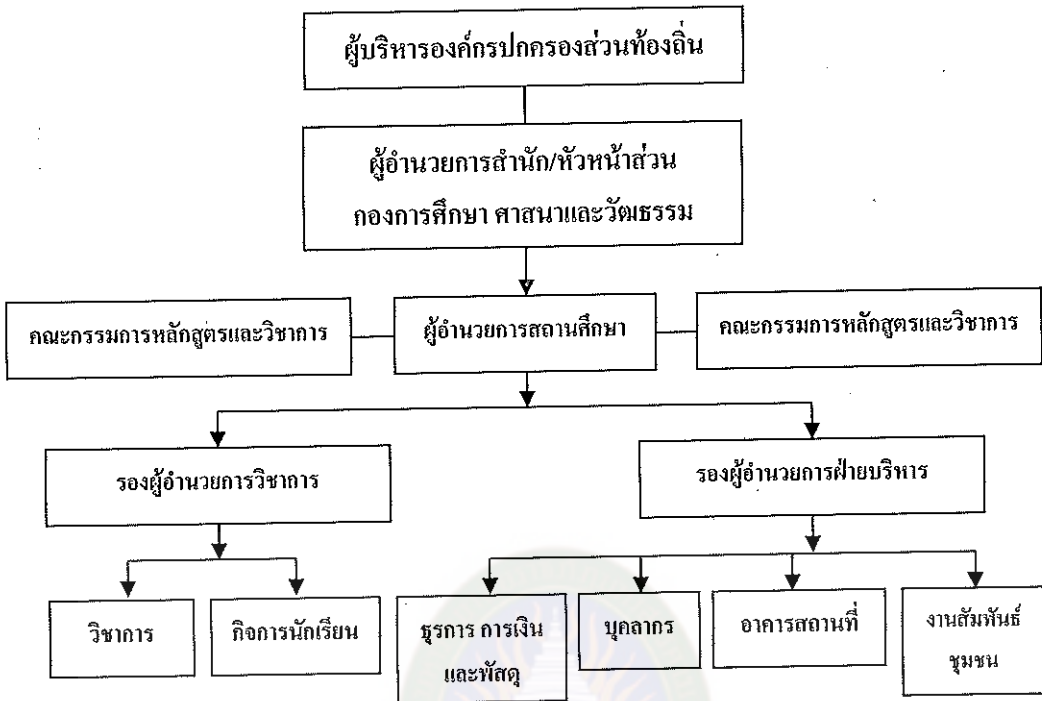 ผู้บริหารองค์กรปกครองส่วนท้องถิ่น
ผู้อำนวยการสำนัก/หัวหน้าส่วน
กองการศึกษา ศาสนาและวัฒธรรม
คณะกรรมการหลักสูตรและวิชาการ
ผู้อำนวยการสถานศึกษา
คณะกรรมการหลักสูตรและวิชาการ
รองผู้อำนวยการวิชาการ
รองผู้อำนวยการฝ่ายบริหาร
วิชาการ
กิจการนักเรียน
ธุรการ การเงิน
และพัสดุ
บุคลากร
อาคารสถานที่
งานสัมพันธ์
ชุมชน